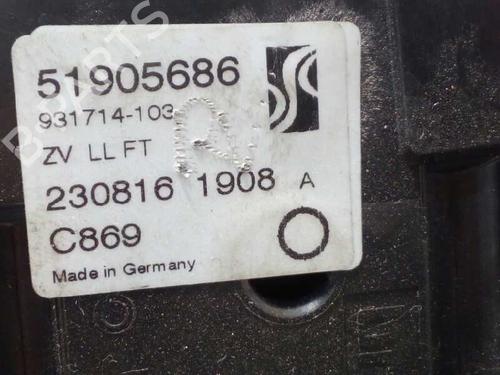 51905686
931714-103
ZV LL FT
230816 1908 A
C869
Made in Germany